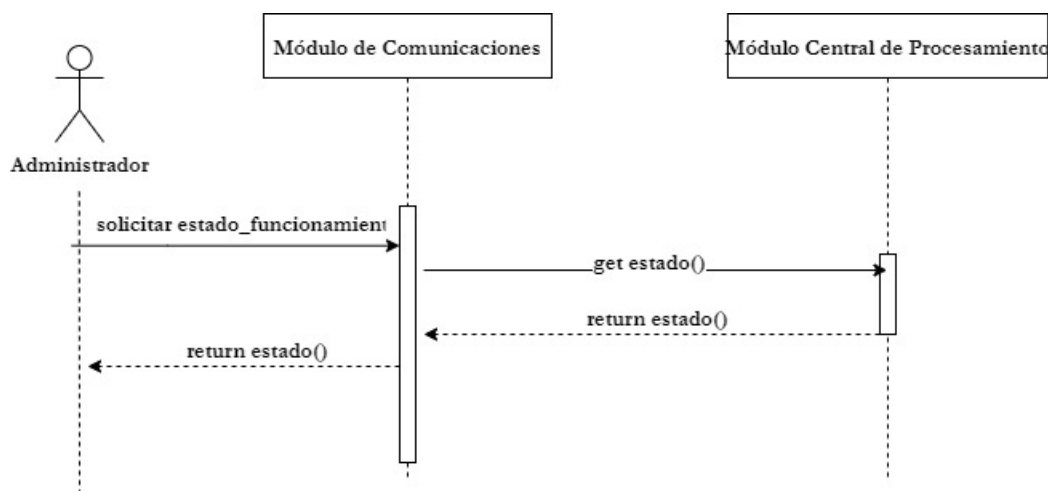 Módulo de Comunicaciones
Módulo Central de Procesamiento
Administrador
solicitar estado_funcionamient
get estado()
return estado()
return estado()